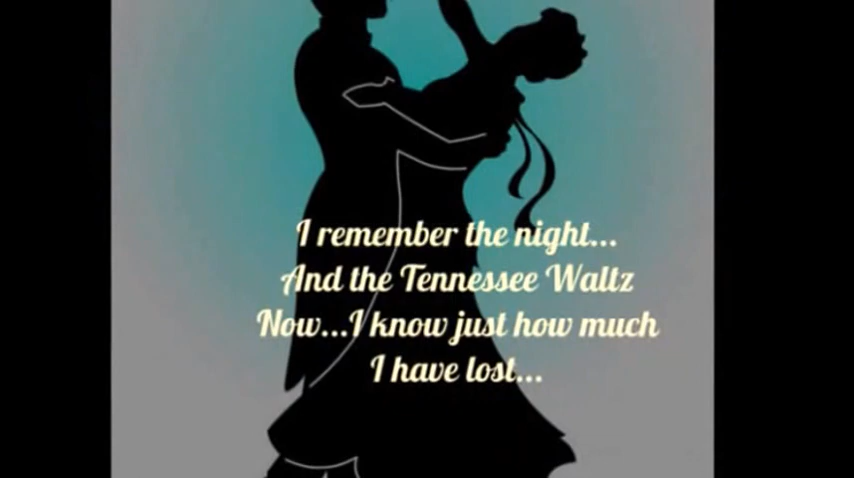 I remember the night...
And the Tennessee Waltz
Now...I know just how much
I have lost...